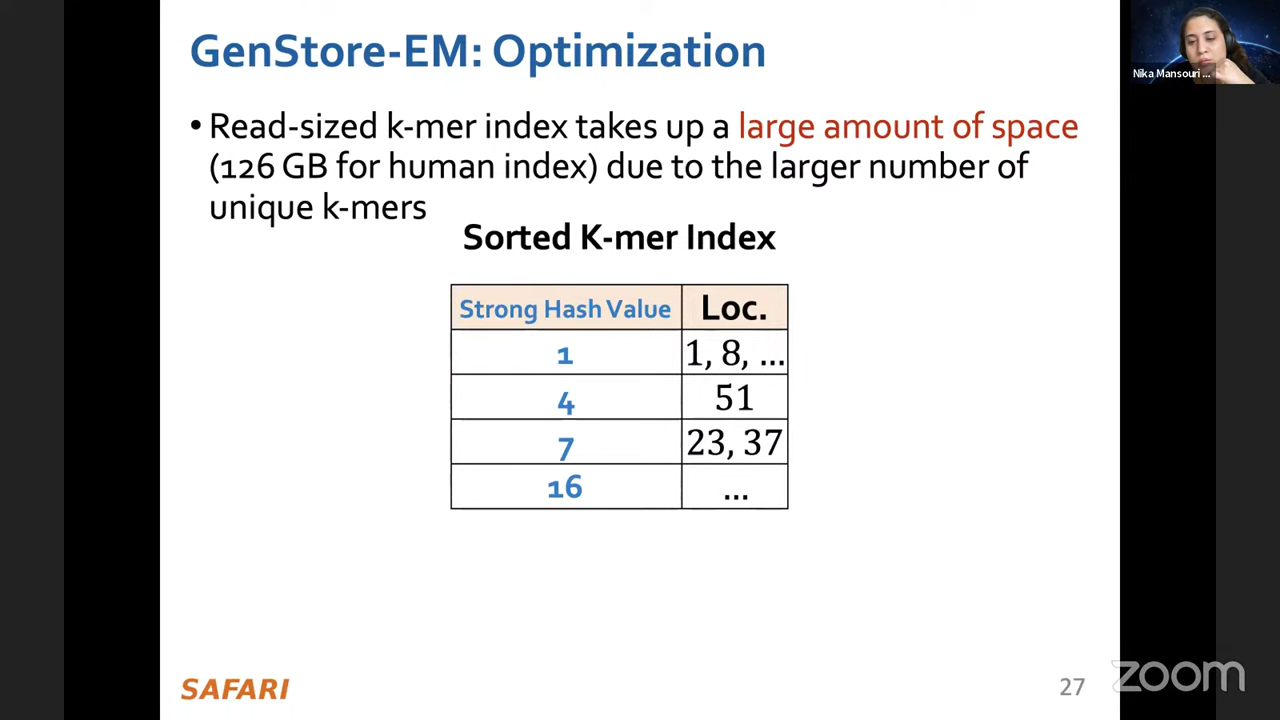 GenStore-EM: Optimization
Nika Mansouri ...
• Read-sized k-mer index takes up a large amount of space
(126 GB for human index) due to the larger number of
unique k-mers
Sorted K-mer Index
Strong Hash Value Loc.
1 1, 8, ...
4 51
7 23, 37
16 ...
SAFARI
27
zoom